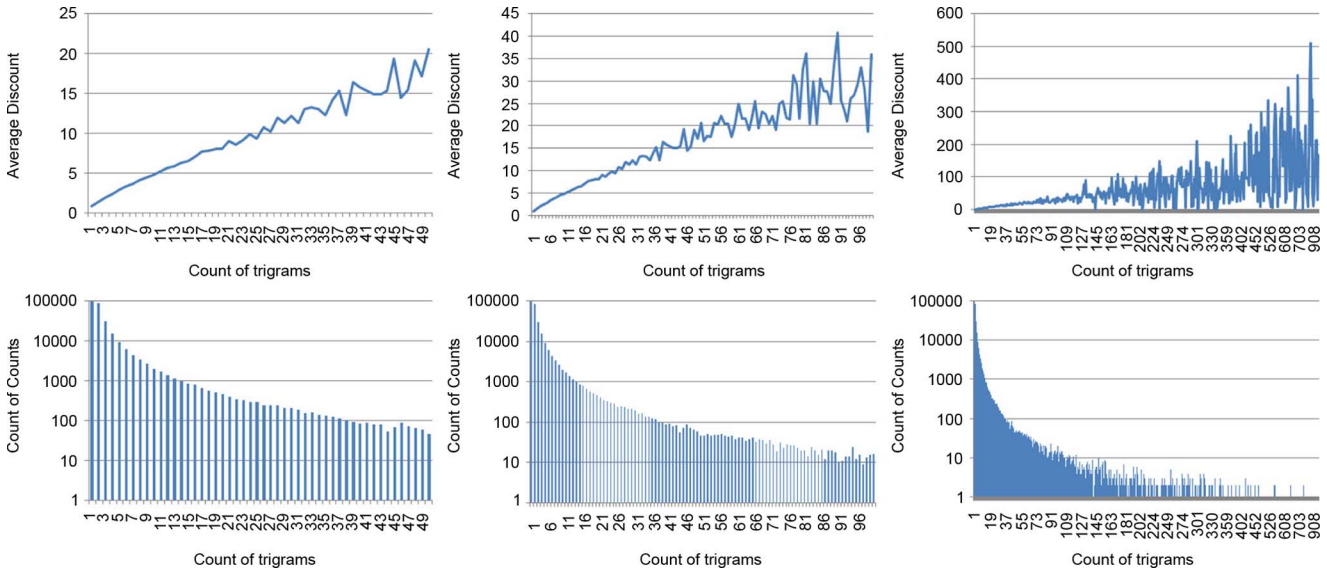 Average Discount
25
20
15
10
5
0
1 3 5 7 9 11 13 15 17 19 21 23 25 27 29 31 33 35 37 39 41 43 45 47 49
Count of trigrams
Average Discount
45
40
35
30
25
20
15
10
5
0
1 6 11 16 21 26 31 36 41 46 51 56 61 66 71 76 81 86 91 96
Count of trigrams
Average Discount
600
500
400
300
200
100
0
1 19 37 55 73 91 109 127 145 163 181 202 224 249 274 301 330 359 402 452 526 608 703 908
Count of trigrams
Count of Counts
100000
10000
1000
100
10
1
1 3 5 7 9 11 13 15 17 19 21 23 25 27 29 31 33 35 37 39 41 43 45 47 49
Count of trigrams
Count of Counts
100000
10000
1000
100
10
1
1 6 11 16 21 26 31 36 41 46 51 56 61 66 71 76 81 86 91 96
Count of trigrams
Count of Counts
100000
10000
1000
100
10
1
1 19 37 55 73 91 109 127 145 163 181 202 224 249 274 301 330 359 402 452 526 608 703 908
Count of trigrams